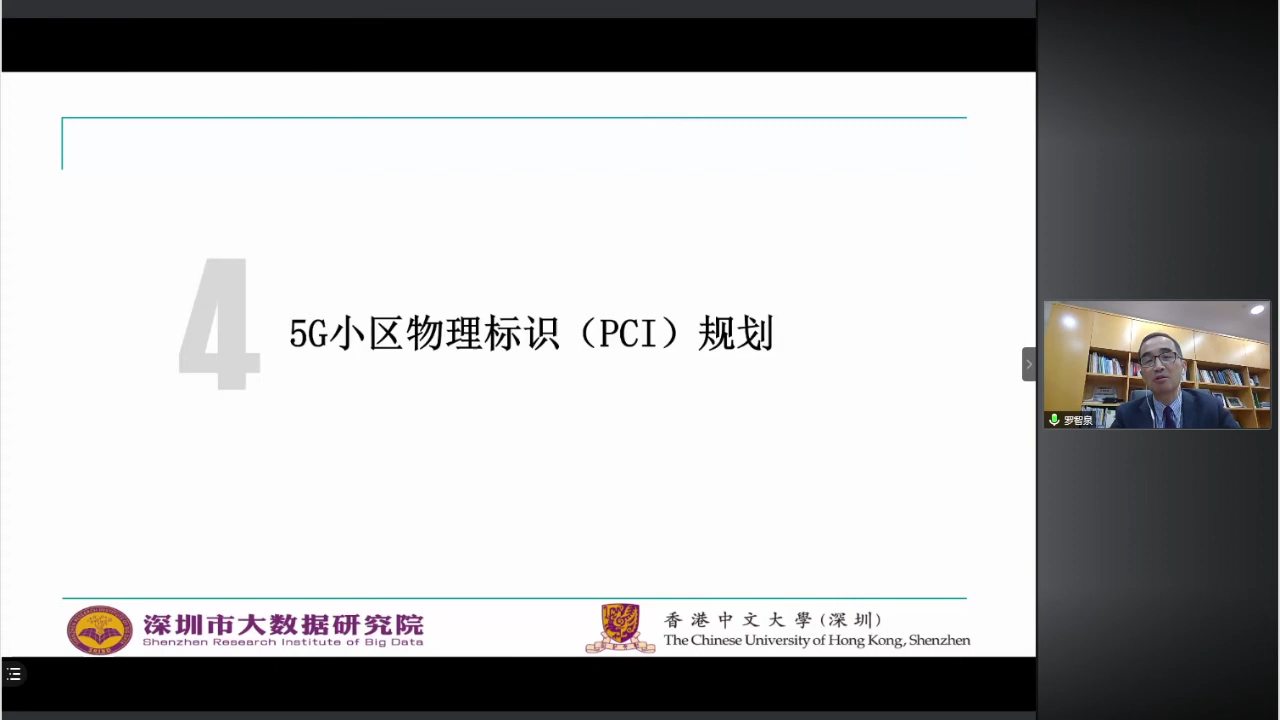 4
5G小区物理标识（PCI）规划
深圳市大数据研究院
Shenzhen Research Institute of Big Data
香港中文大學(深圳)
The Chinese University of Hong Kong, Shenzhen
罗智泉